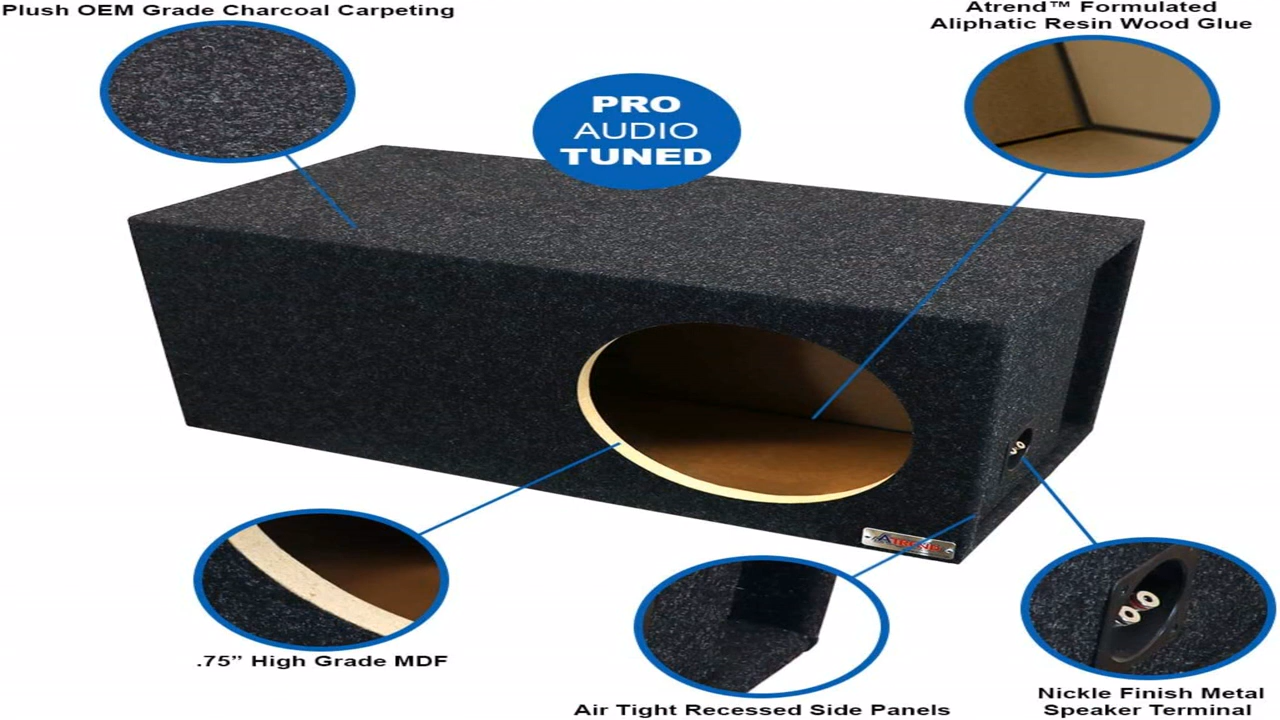 Plush OEM Grade Charcoal Carpeting
Atrend™ Formulated
Aliphatic Resin Wood Glue
PRO
AUDIO
TUNED
ATREND
.75” High Grade MDF
Air Tight Recessed Side Panels
Nickle Finish Metal
Speaker Terminal